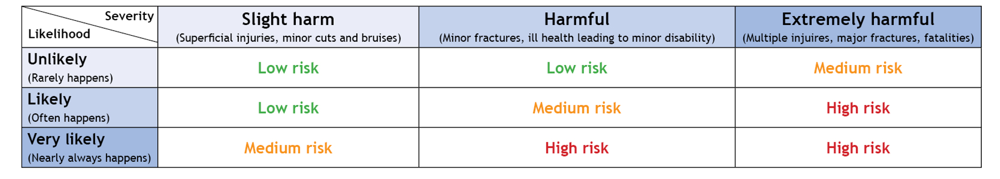 Severity
Likelihood
Slight harm
(Superficial injuries, minor cuts and bruises)
Harmful
(Minor fractures, ill health leading to minor disability)
Extremely harmful
(Multiple injuires, major fractures, fatalities)
Unlikely
(Rarely happens)
Low risk
Low risk
Medium risk
Likely
(Often happens)
Low risk
Medium risk
High risk
Very likely
(Nearly always happens)
Medium risk
High risk
High risk